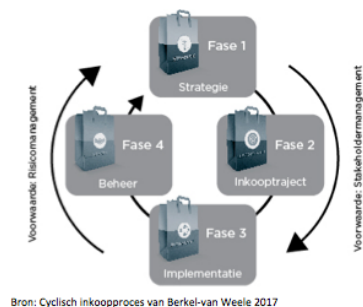 Fase 1
Strategie
Fase 4
Beheer
Fase 2
Inkooptraject
Fase 3
Implementatie
Voorwaarde: Risicomanagement
Voorwaarde: Stakeholdermanagement
Bron: Cyclisch inkoopproces van Berkel-van Weele 2017